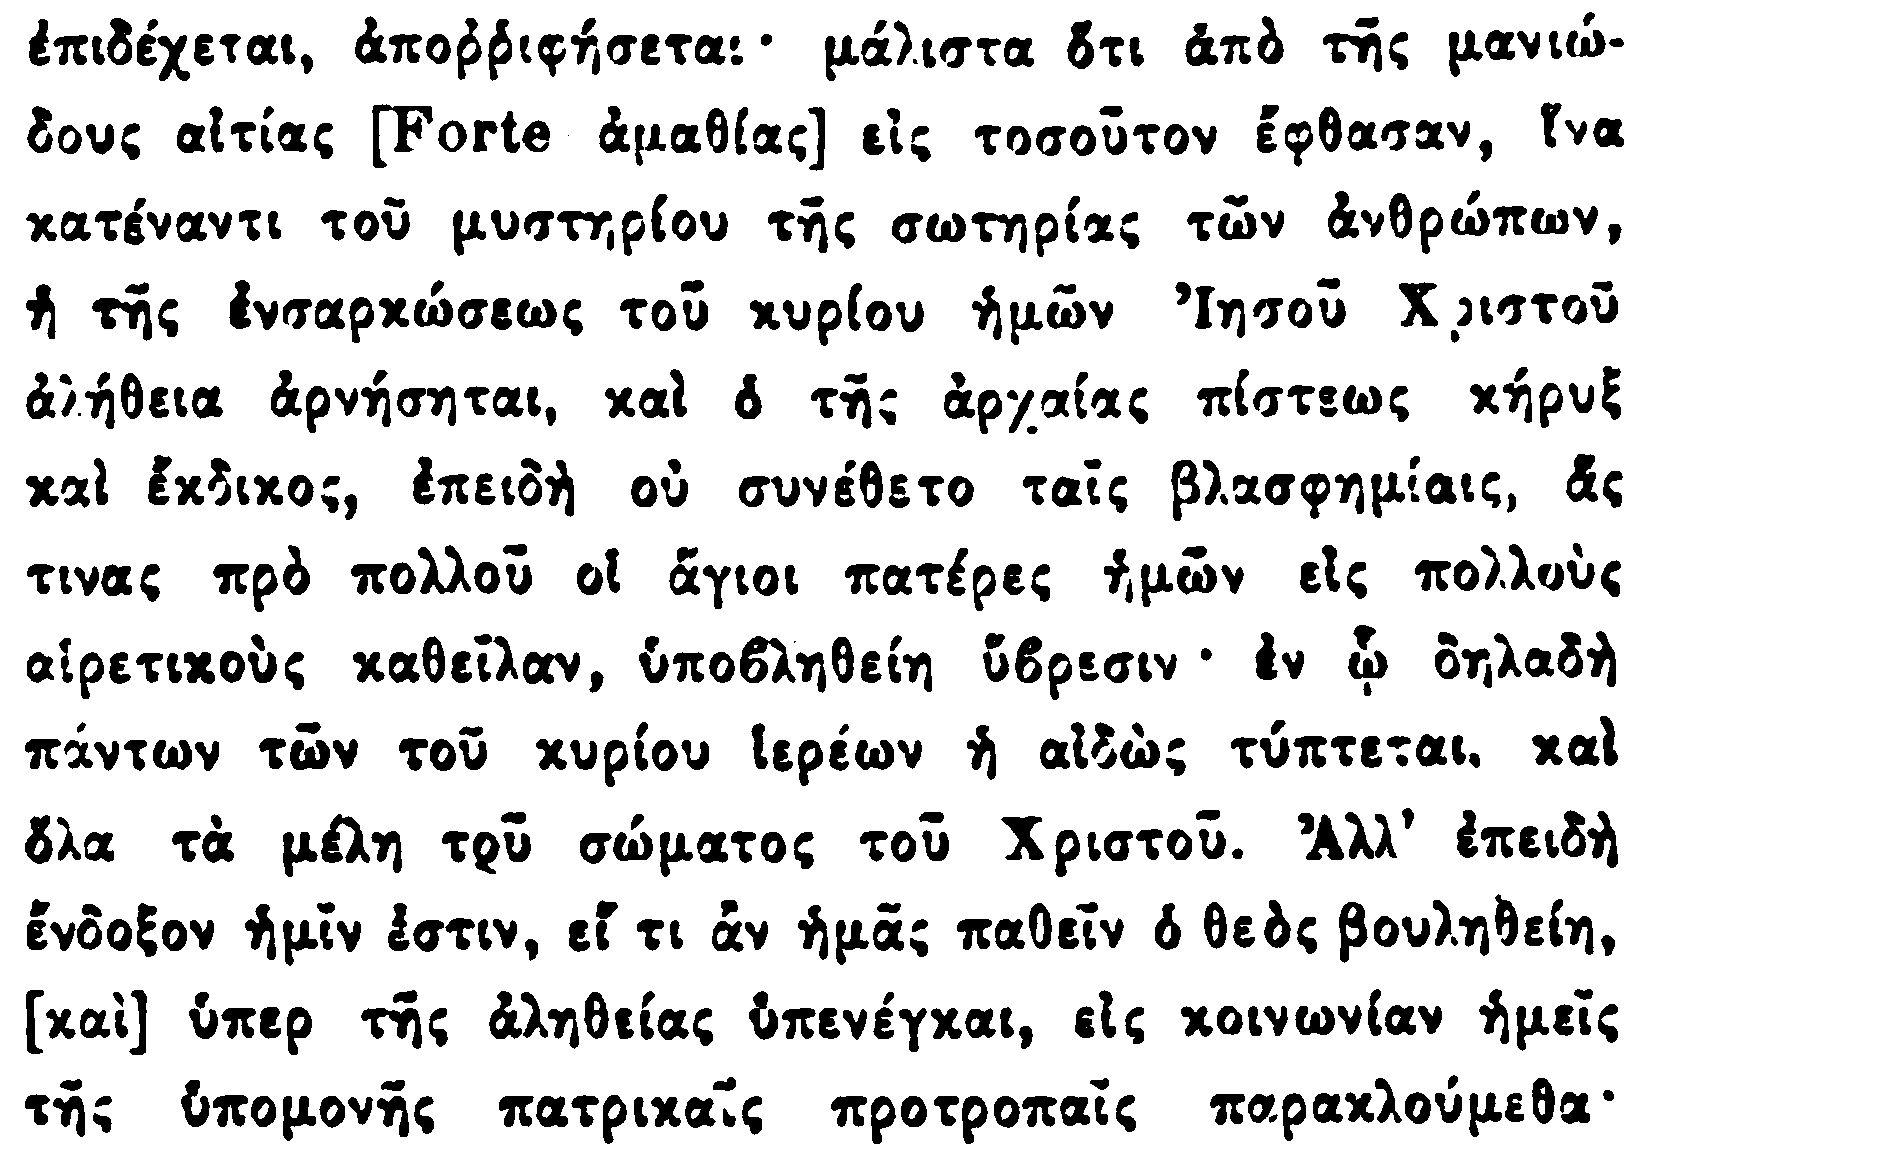 ἐπιδέχεται, ἀποῤῥιφήσεται· μάλιστα ὅτι ἀπὸ τῆς μανιώ-
δους αἰτίας [Forte ἀμαθίας] εἰς τοσοῦτον ἔφθασαν, ἵνα
κατέναντι τοῦ μυστηρίου τῆς σωτηρίας τῶν ἀνθρώπων,
ἡ τῆς ἐνσαρκώσεως τοῦ κυρίου ἡμῶν Ἰησοῦ Χριστοῦ
ἀλήθεια ἀρνήσηται, καὶ ὁ τῆς ἀρχαίας πίστεως κήρυξ
καὶ ἔκδικος, ἐπειδὴ οὐ συνέθετο ταῖς βλασφημίαις, ἅς
τινας πρὸ πολλοῦ οἱ ἅγιοι πατέρες ἡμῶν εἰς πολλοὺς
αἱρετικοὺς καθεῖλαν, ὑποβληθείη ὕβρεσιν· ἐν ᾧ δηλαδὴ
πάντων τῶν τοῦ κυρίου ἱερέων ἡ αἰδὼς τύπτεται, καὶ
ὅλα τὰ μέλη τοῦ σώματος τοῦ Χριστοῦ. Ἀλλ' ἐπειδὴ
ἔνδοξον ἡμῖν ἐστιν, εἴ τι ἂν ἡμᾶς παθεῖν ὁ θεὸς βουληθείη,
[καὶ] ὑπερ τῆς ἀληθείας ὑπενέγκαι, εἰς κοινωνίαν ἡμεῖς
τῆς ὑπομονῆς πατρικαῖς προτροπαῖς παρακλούμεθα·